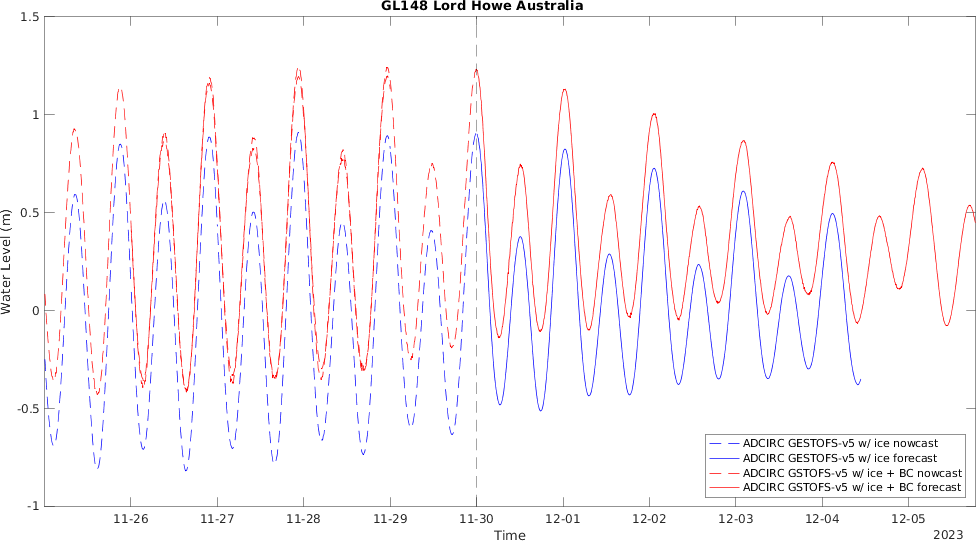 GL148 Lord Howe Australia
Water Level (m)
1.5
1
0.5
0
-0.5
-1
11-26
11-27
11-28
11-29
11-30
12-01
12-02
12-03
12-04
12-05
Time
2023
ADCIRC GESTOFS-v5 w/ ice nowcast
ADCIRC GESTOFS-v5 w/ ice forecast
ADCIRC GSTOFS-v5 w/ ice + BC nowcast
ADCIRC GSTOFS-v5 w/ ice + BC forecast